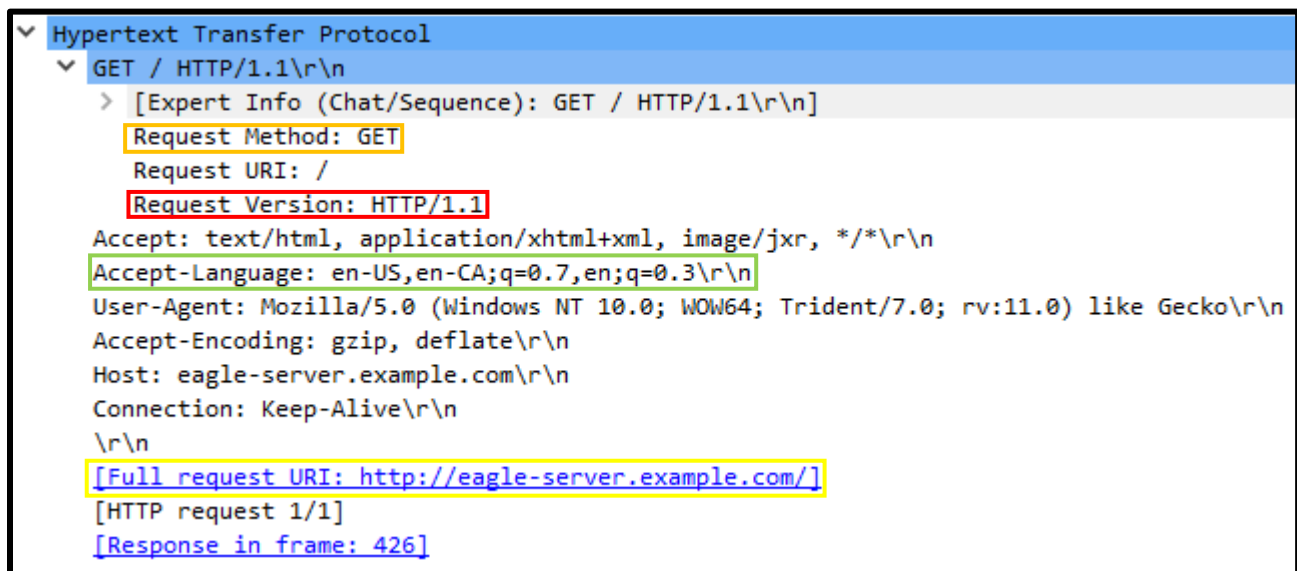 Hypertext Transfer Protocol
GET / HTTP/1.1\r\n
[Expert Info (Chat/Sequence): GET / HTTP/1.1\r\n]
Request Method: GET
Request URI: /
Request Version: HTTP/1.1
Accept: text/html, application/xhtml+xml, image/jxr, */*\r\n
Accept-Language: en-US,en-CA;q=0.7,en;q=0.3\r\n
User-Agent: Mozilla/5.0 (Windows NT 10.0; WOW64; Trident/7.0; rv:11.0) like Gecko\r\n
Accept-Encoding: gzip, deflate\r\n
Host: eagle-server.example.com\r\n
Connection: Keep-Alive\r\n
\r\n
[Full request URI: http://eagle-server.example.com/]
[HTTP request 1/1]
[Response in frame: 426]